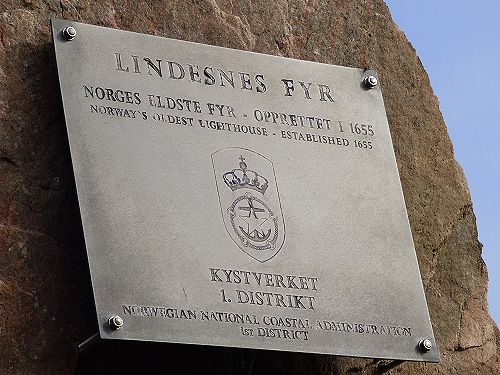 LINDESNES FYR
NORGES ELDSTE FYR - OPPRETTET I 1655
NORWAY'S OLDEST LIGHTHOUSE - ESTABLISHED 1655
KYSTVERKET
1. DISTRIKT
NORWEGIAN NATIONAL COASTAL ADMINISTRATION
1ST DISTRICT